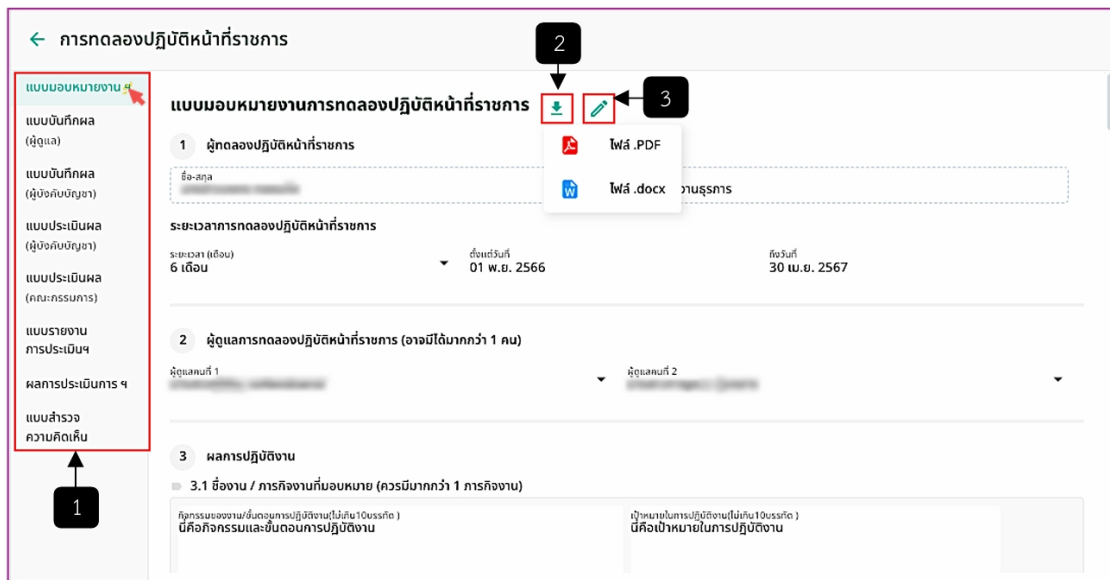 การทดลองปฏิบัติหน้าที่ราชการ
2
แบบมอบหมายงาน ฯ
3
แบบมอบหมายงานการทดลองปฏิบัติหน้าที่ราชการ
แบบบันทึกผล
(ผู้ดูแล)
1 ผู้ทดลองปฏิบัติหน้าที่ราชการ
ไฟล์ .PDF
แบบบันทึกผล
(ผู้บังคับบัญชา)
ชื่อ-สกุล
ไฟล์ .docx
านธุรการ
แบบประเมินผล
(ผู้บังคับบัญชา)
ระยะเวลาการทดลองปฏิบัติหน้าที่ราชการ
ระยะเวลา (เดือน)
6 เดือน
ตั้งแต่วันที่
01 พ.ย. 2566
ถึงวันที่
30 เม.ย. 2567
แบบประเมินผล
(คณะกรรมการ)
แบบรายงาน
การประเมินฯ
2 ผู้ดูแลการทดลองปฏิบัติหน้าที่ราชการ (อาจมีได้มากกว่า 1 คน)
ผู้ดูแลคนที่ 1
ผู้ดูแลคนที่ 2
ผลการประเมินการ ฯ
แบบสำรวจ
ความคิดเห็น
3 ผลการปฏิบัติงาน
3.1 ชื่องาน / ภารกิจงานที่มอบหมาย (ควรมีมากกว่า 1 ภารกิจงาน)
1
กิจกรรมของงาน/ขั้นตอนการปฏิบัติงาน(ไม่เกิน10บรรทัด )
นี่คือกิจกรรมและขั้นตอนการปฏิบัติงาน
เป้าหมายในการปฏิบัติงาน(ไม่เกิน10บรรทัด )
นี่คือเป้าหมายในการปฏิบัติงาน